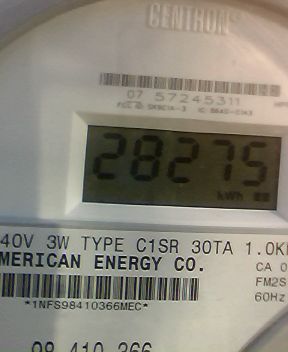 CENTRON®
07 57245311
28275
kWh
40V 3W TYPE C1SR 30TA 1.0K
MERICAN ENERGY CO.
CA 0
FM2S
60Hz
*1NFS98410366MEC*
98 410 366